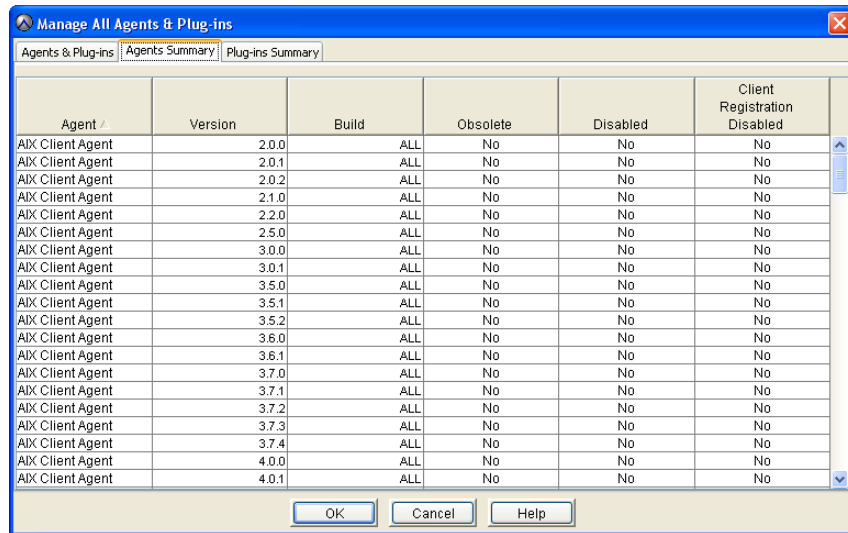 Manage All Agents & Plug-ins
Agents & Plug-ins Agents Summary Plug-ins Summary
Agent Version Build Obsolete Disabled Client Registration Disabled
AIX Client Agent 2.0.0 ALL No No No
AIX Client Agent 2.0.1 ALL No No No
AIX Client Agent 2.0.2 ALL No No No
AIX Client Agent 2.1.0 ALL No No No
AIX Client Agent 2.2.0 ALL No No No
AIX Client Agent 2.5.0 ALL No No No
AIX Client Agent 3.0.0 ALL No No No
AIX Client Agent 3.0.1 ALL No No No
AIX Client Agent 3.5.0 ALL No No No
AIX Client Agent 3.5.1 ALL No No No
AIX Client Agent 3.5.2 ALL No No No
AIX Client Agent 3.6.0 ALL No No No
AIX Client Agent 3.6.1 ALL No No No
AIX Client Agent 3.7.0 ALL No No No
AIX Client Agent 3.7.1 ALL No No No
AIX Client Agent 3.7.2 ALL No No No
AIX Client Agent 3.7.3 ALL No No No
AIX Client Agent 3.7.4 ALL No No No
AIX Client Agent 4.0.0 ALL No No No
AIX Client Agent 4.0.1 ALL No No No
OK Cancel Help